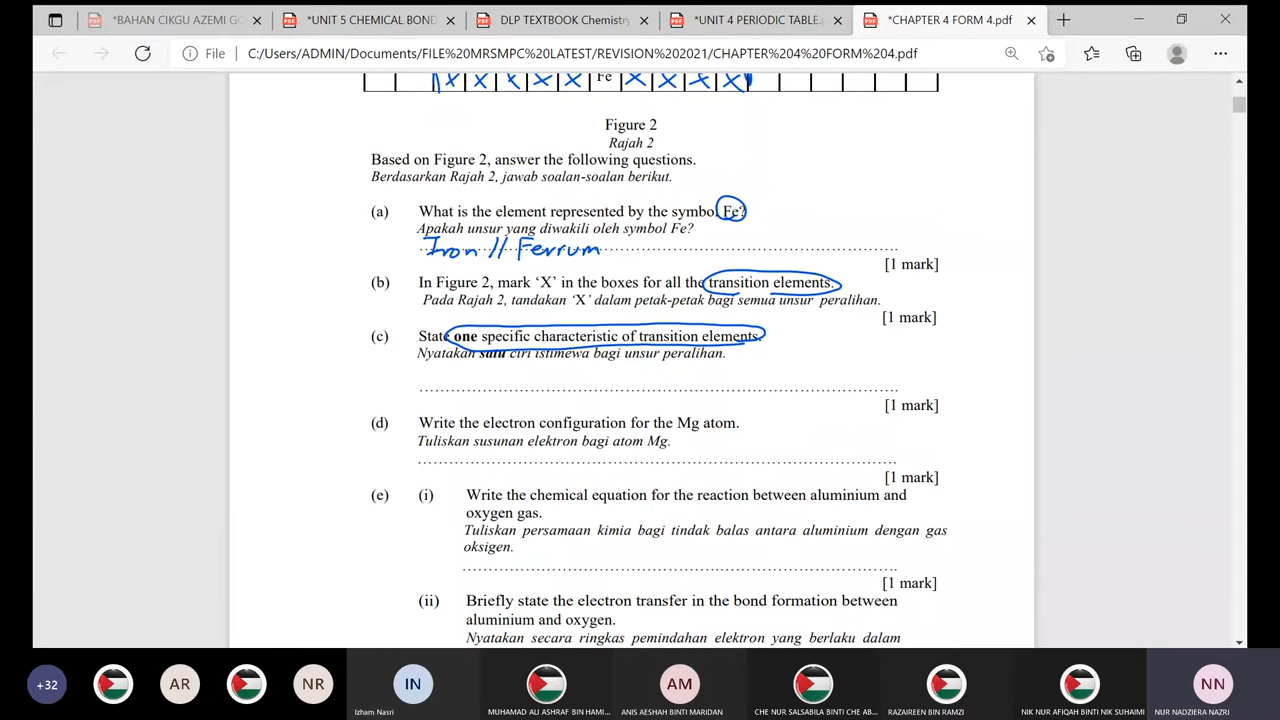 *BAHAN CIKGU AZEMI G
*UNIT 5 CHEMICAL BOND
DLP TEXTBOOK Chemistry
*UNIT 4 PERIODIC TABLE.
*CHAPTER 4 FORM 4.pdf
File C:/Users/ADMIN/Documents/FILE%20MRSMPC%20LATEST/REVISION%202021/CHAPTER%204%20FORM%204.pdf
X X X X X Fe X X X X
Figure 2
Rajah 2
Based on Figure 2, answer the following questions.
Berdasarkan Rajah 2, jawab soalan-soalan berikut.
(a) What is the element represented by the symbol Fe?
Apakah unsur yang diwakili oleh symbol Fe?
Iron // Ferrum
[1 mark]
(b) In Figure 2, mark ‘X’ in the boxes for all the transition elements.
Pada Rajah 2, tandakan ‘X’ dalam petak-petak bagi semua unsur peralihan.
[1 mark]
(c) State one specific characteristic of transition elements.
Nyatakan satu ciri istimewa bagi unsur peralihan.
[1 mark]
(d) Write the electron configuration for the Mg atom.
Tuliskan susunan elektron bagi atom Mg.
[1 mark]
(e) (i) Write the chemical equation for the reaction between aluminium and
oxygen gas.
Tuliskan persamaan kimia bagi tindak balas antara aluminium dengan gas
oksigen.
[1 mark]
(ii) Briefly state the electron transfer in the bond formation between
aluminium and oxygen.
Nyatakan secara ringkas pemindahan elektron yang berlaku dalam
+32 AR NR IN AM NN
Izham Nasri
MUHAMAD ALI ASHRAF BIN HAMI...
ANIS AEESHAH BINTI MARIDAN
CHE NUR SALSABILA BINTI CHE AB...
RAZAIREEN BIN RAMZI
NIK NUR AFIQAH BINTI NIK SUHAIMI
NUR NADZIERA NAZRI